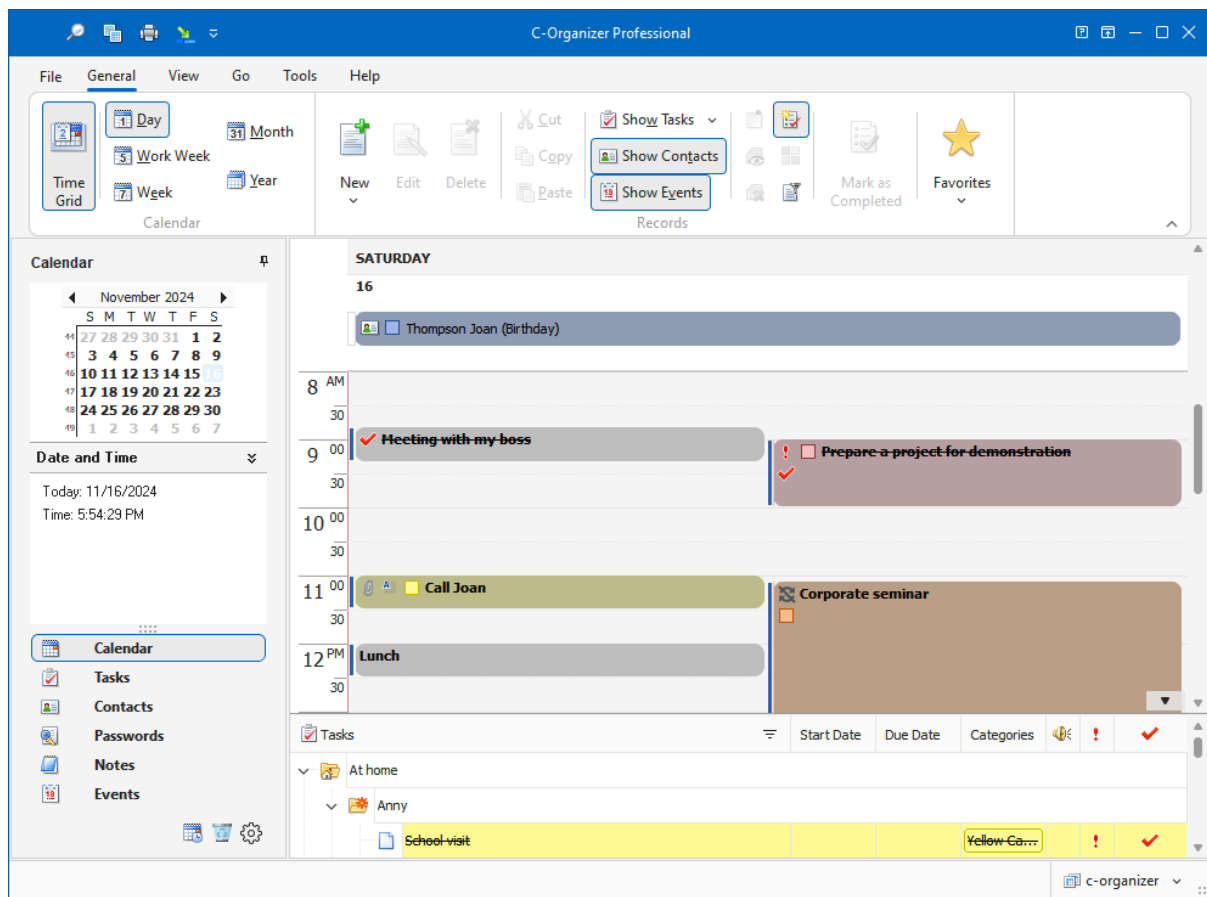 C-Organizer Professional
File General View Go Tools Help
Time Grid
Day
Work Week
Week
Month
Year
Calendar
New
Edit
Delete
Cut
Copy
Paste
Show Tasks
Show Contacts
Show Events
Mark as Completed
Favorites
Records
Calendar
November 2024
S M T W T F S
44 27 28 29 30 31 1 2
45 3 4 5 6 7 8 9
46 10 11 12 13 14 15 16
47 17 18 19 20 21 22 23
48 24 25 26 27 28 29 30
49 1 2 3 4 5 6 7
Date and Time
Today: 11/16/2024
Time: 5:54:29 PM
Calendar
Tasks
Contacts
Passwords
Notes
Events
SATURDAY
16
Thompson Joan (Birthday)
8 AM
30
9 00
30
10 00
30
11 00
30
12 PM
30
Meeting with my boss
Prepare a project for demonstration
Call Joan
Corporate seminar
Lunch
Tasks Start Date Due Date Categories
At home
Anny
School visit Yellow Ca...
c-organizer